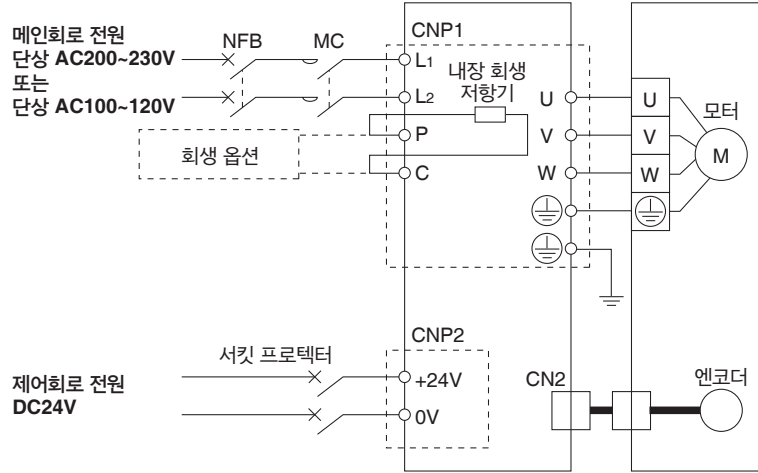 메인회로 전원
단상 AC200~230V
또는
단상 AC100~120V
NFB
MC
CNP1
L1
L2
P
C
내장 회생
저항기
회생 옵션
U
V
W
U
V
W
모터
M
CNP2
서킷 프로텍터
제어회로 전원
DC24V
+24V
0V
CN2
엔코더